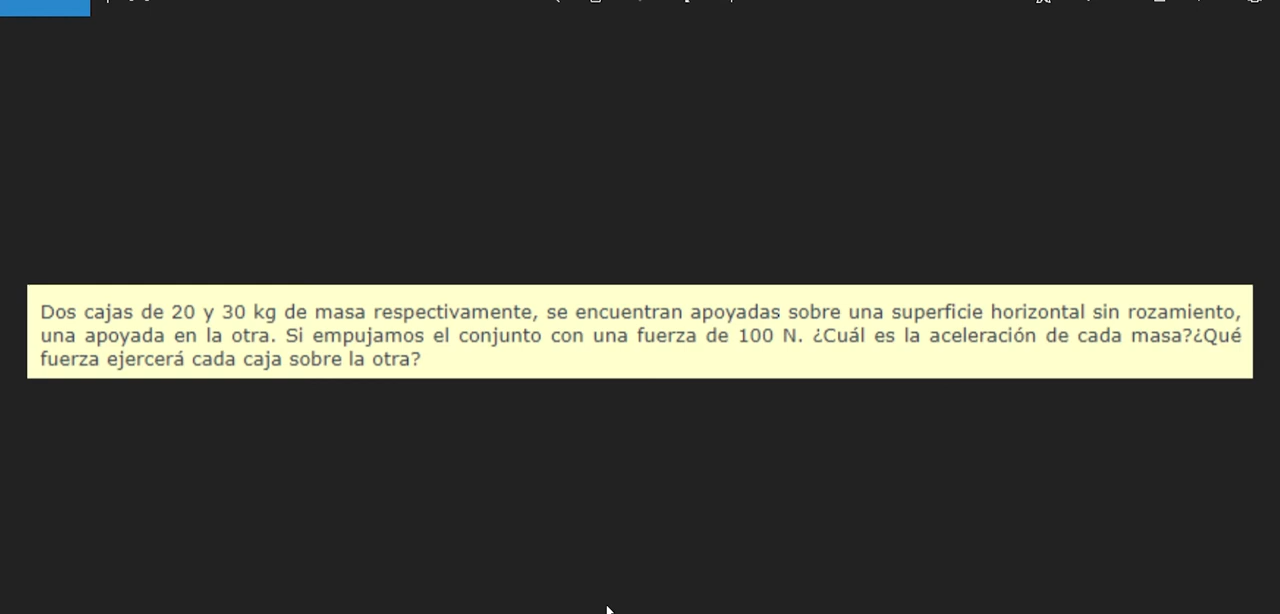 Dos cajas de 20 y 30 kg de masa respectivamente, se encuentran apoyadas sobre una superficie horizontal sin rozamiento,
una apoyada en la otra. Si empujamos el conjunto con una fuerza de 100 N. ¿Cuál es la aceleración de cada masa?¿Qué
fuerza ejercerá cada caja sobre la otra?